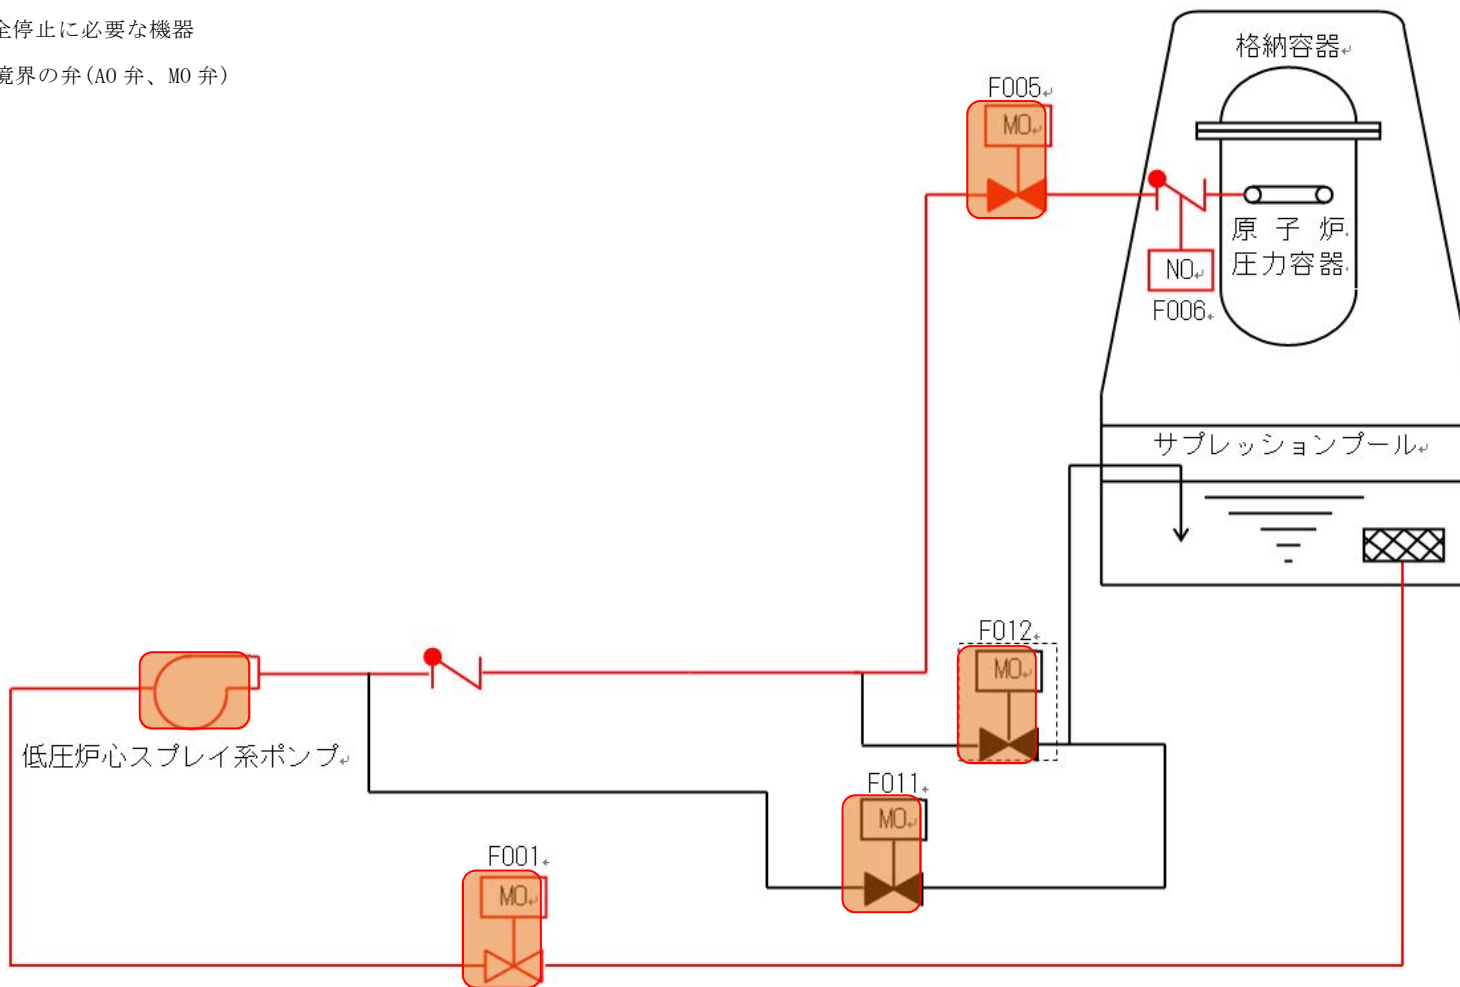 全停止に必要な機器
境界の弁(AO 弁、MO 弁)
格納容器
F005
MO
原子炉
圧力容器
NO
F006
サプレッションプール
F012
MO
低圧炉心スプレイ系ポンプ
F011
MO
F001
MO